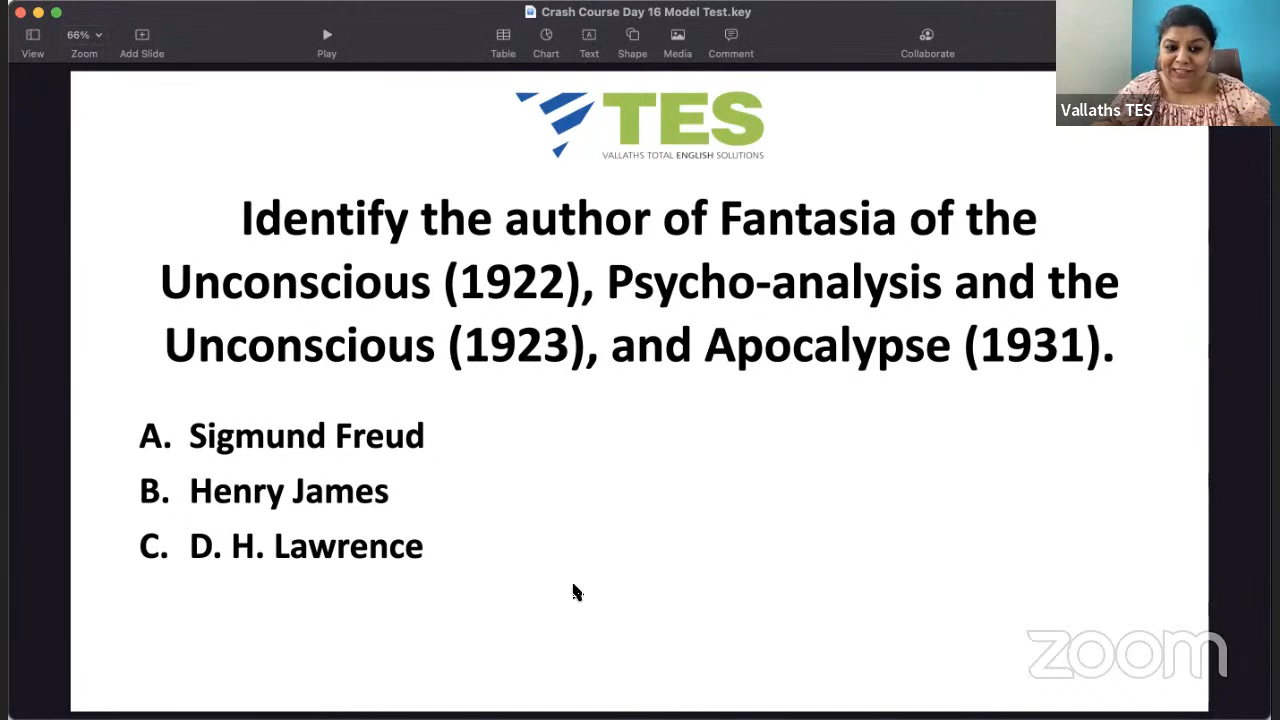 Crash Course Day 16 Model Test.key
66%
View
Zoom
Add Slide
Play
Table
Chart
Text
Shape
Media
Comment
Collaborate
Vallaths TES
TES
VALLATHS TOTAL ENGLISH SOLUTIONS
Identify the author of Fantasia of the
Unconscious (1922), Psycho-analysis and the
Unconscious (1923), and Apocalypse (1931).
A. Sigmund Freud
B. Henry James
C. D. H. Lawrence
zoom